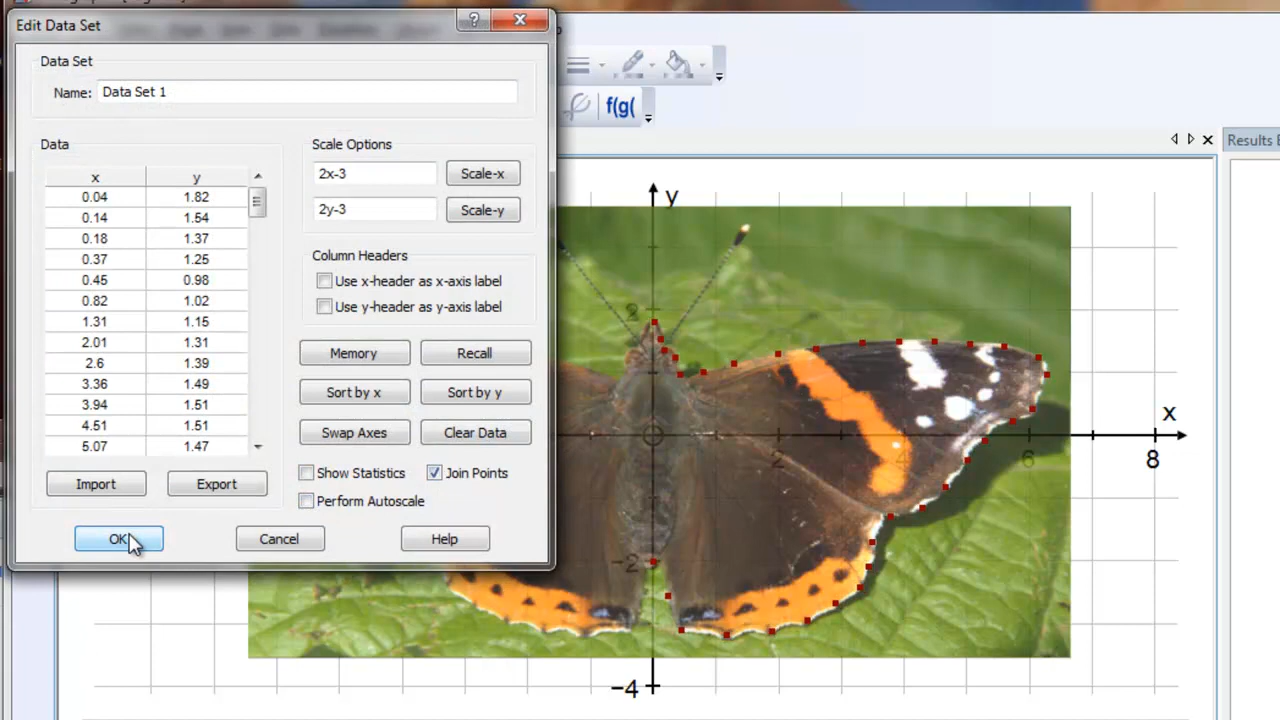 Edit Data Set
?
Data Set
Name: Data Set 1
Data
x y
0.04 1.82
0.14 1.54
0.18 1.37
0.37 1.25
0.45 0.98
0.82 1.02
1.31 1.15
2.01 1.31
2.6 1.39
3.36 1.49
3.94 1.51
4.51 1.51
5.07 1.47
Import Export
Scale Options
2x-3 Scale-x
2y-3 Scale-y
Column Headers
Use x-header as x-axis label
Use y-header as y-axis label
Memory Recall
Sort by x Sort by y
Swap Axes Clear Data
Show Statistics Join Points
Perform Autoscale
OK Cancel Help
f(g(
Results
y
2
x
2 4 6 8
−2
−4